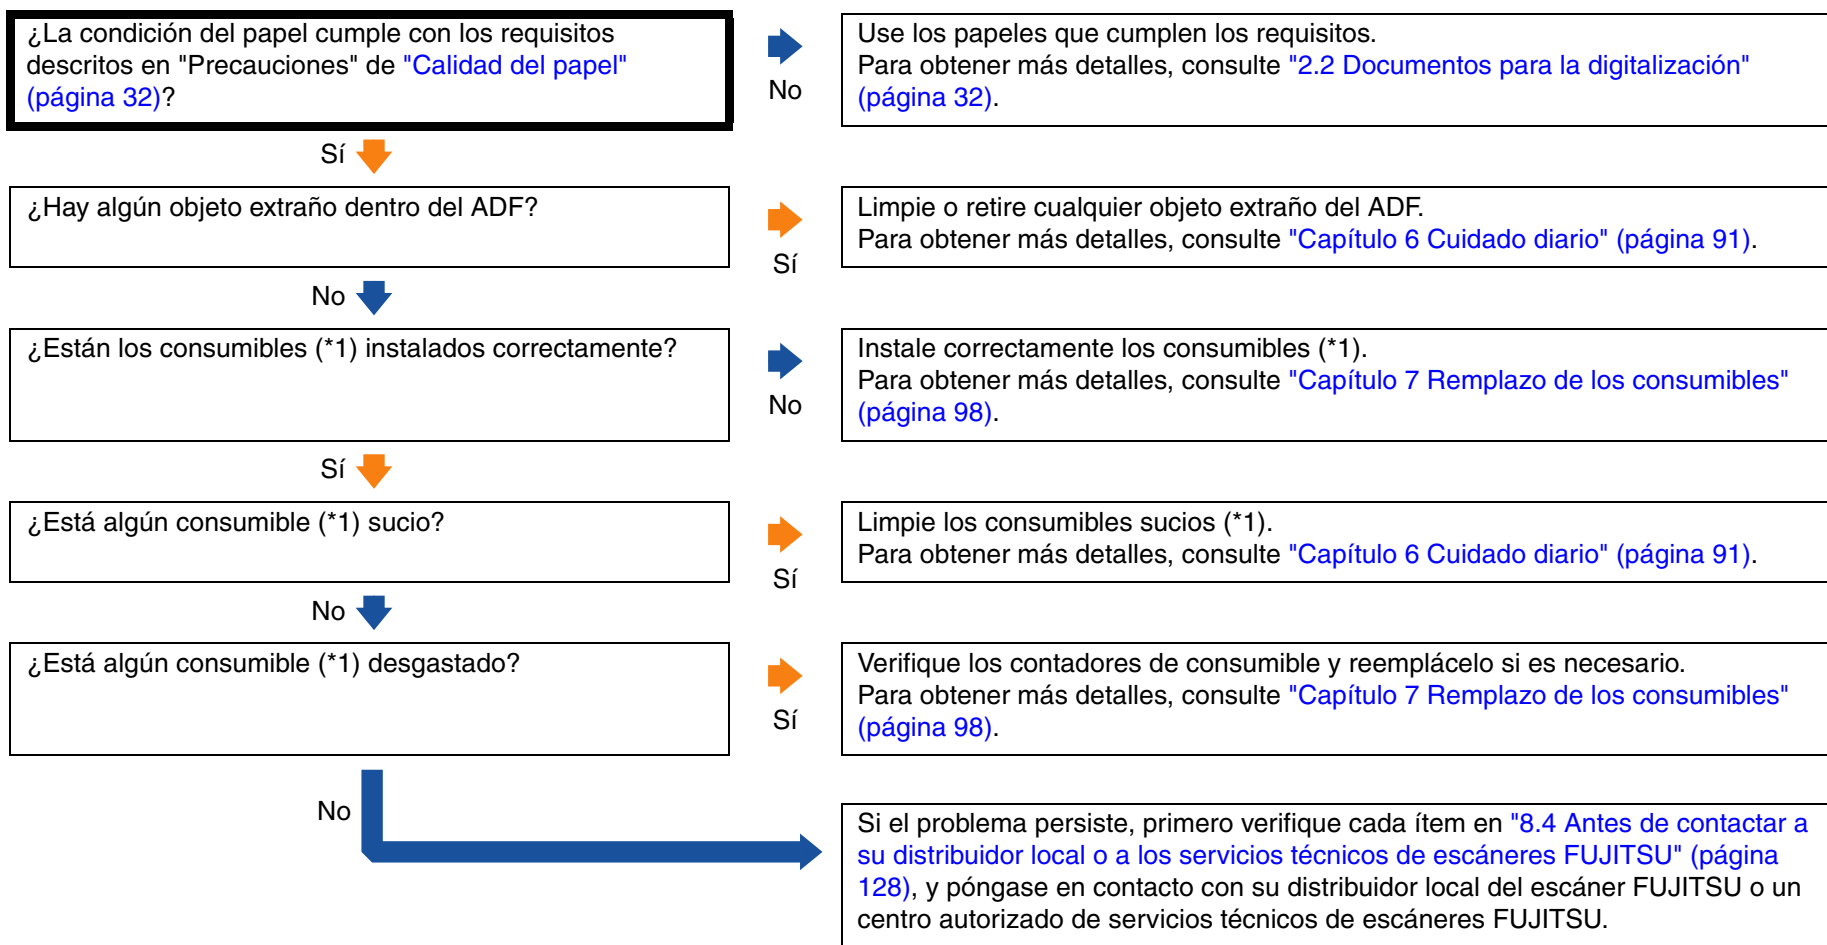 ¿La condición del papel cumple con los requisitos
descritos en "Precauciones" de "Calidad del papel"
(página 32)?
No
Use los papeles que cumplen los requisitos.
Para obtener más detalles, consulte "2.2 Documentos para la digitalización"
(página 32).
Sí
¿Hay algún objeto extraño dentro del ADF?
Sí
Limpie o retire cualquier objeto extraño del ADF.
Para obtener más detalles, consulte "Capítulo 6 Cuidado diario" (página 91).
No
¿Están los consumibles (*1) instalados correctamente?
No
Instale correctamente los consumibles (*1).
Para obtener más detalles, consulte "Capítulo 7 Remplazo de los consumibles"
(página 98).
Sí
¿Está algún consumible (*1) sucio?
Sí
Limpie los consumibles sucios (*1).
Para obtener más detalles, consulte "Capítulo 6 Cuidado diario" (página 91).
No
¿Está algún consumible (*1) desgastado?
Sí
Verifique los contadores de consumible y reemplácelo si es necesario.
Para obtener más detalles, consulte "Capítulo 7 Remplazo de los consumibles"
(página 98).
No
Si el problema persiste, primero verifique cada ítem en "8.4 Antes de contactar a
su distribuidor local o a los servicios técnicos de escáneres FUJITSU" (página
128), y póngase en contacto con su distribuidor local del escáner FUJITSU o un
centro autorizado de servicios técnicos de escáneres FUJITSU.